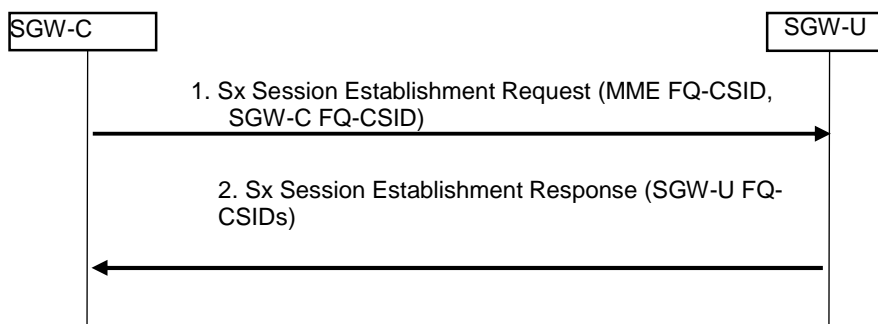 SGW-C
SGW-U
1. Sx Session Establishment Request (MME FQ-CSID,
SGW-C FQ-CSID)
2. Sx Session Establishment Response (SGW-U FQ-
CSIDs)